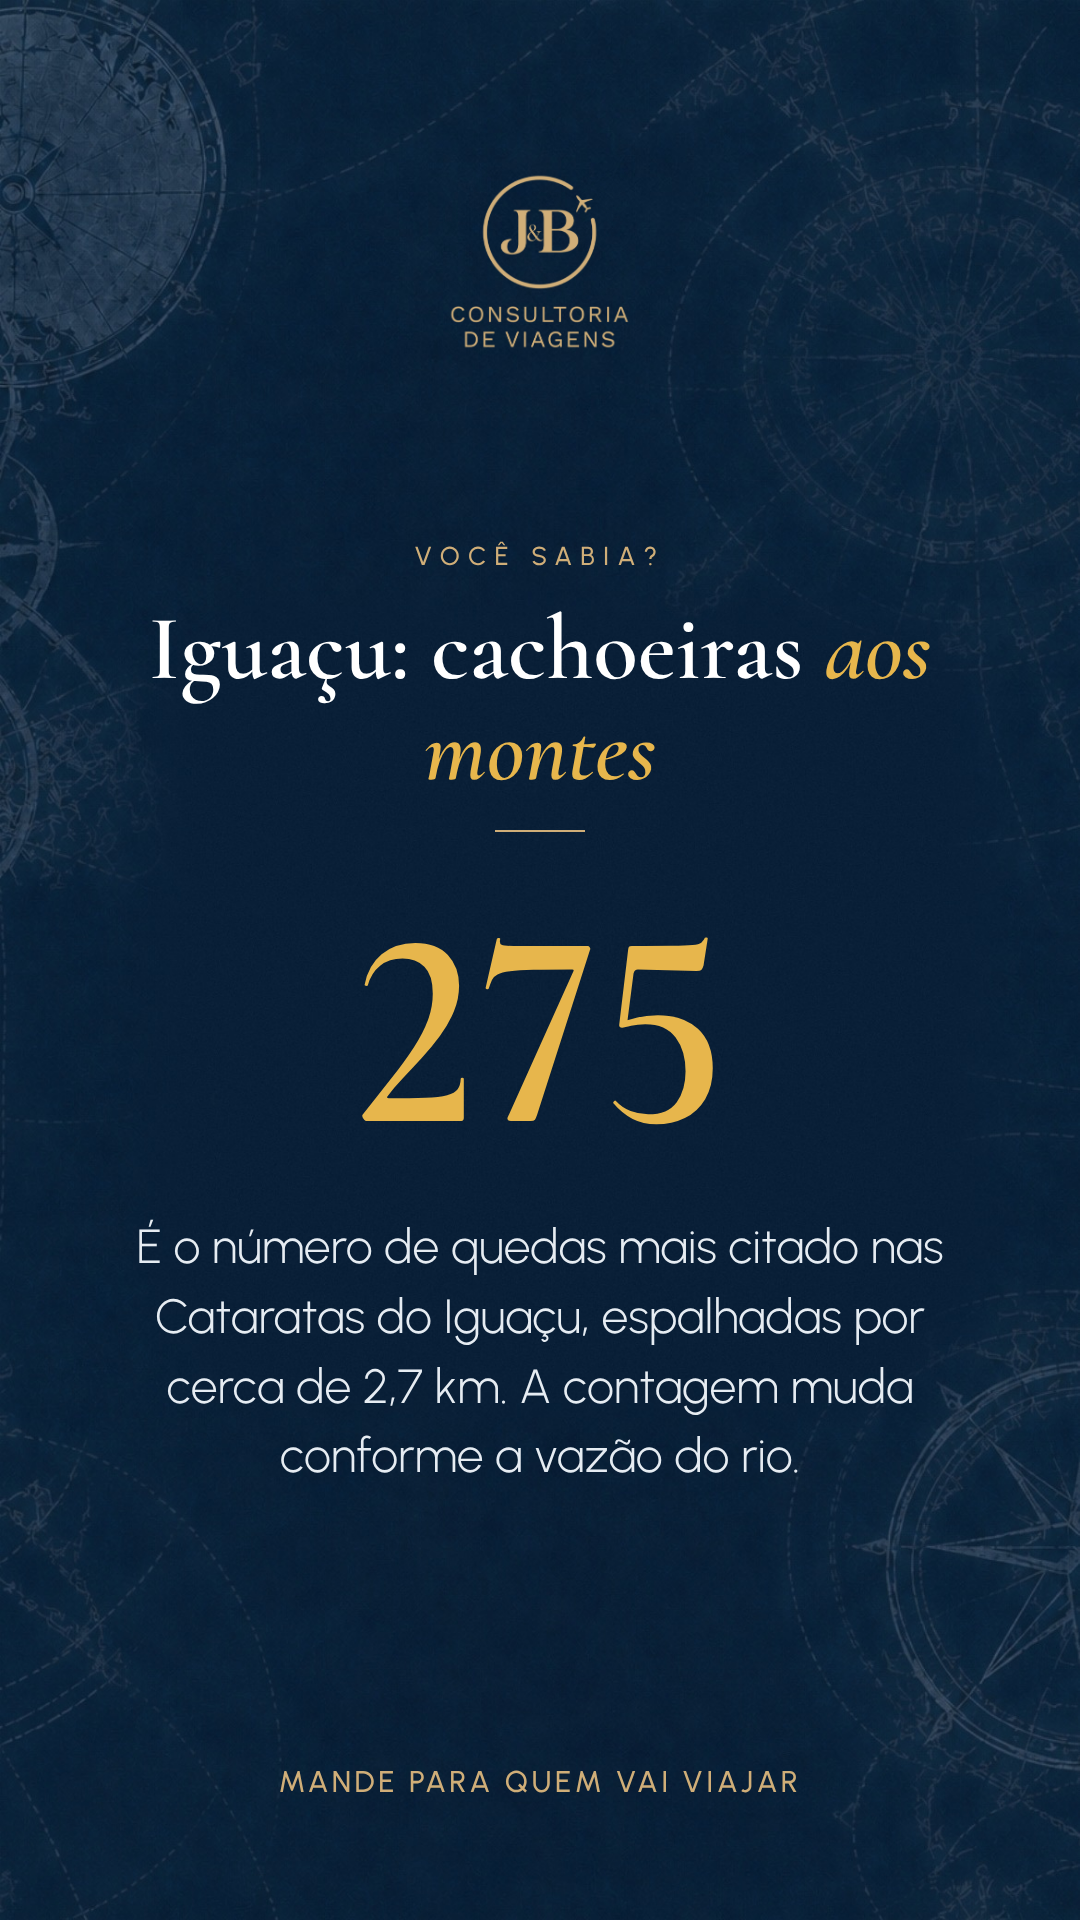 J&B
CONSULTORIA
DE VIAGENS
VOCÊ SABIA?
Iguaçu: cachoeiras aos
montes
275
É o número de quedas mais citado nas
Cataratas do Iguaçu, espalhadas por
cerca de 2,7 km. A contagem muda
conforme a vazão do rio.
MANDE PARA QUEM VAI VIAJAR